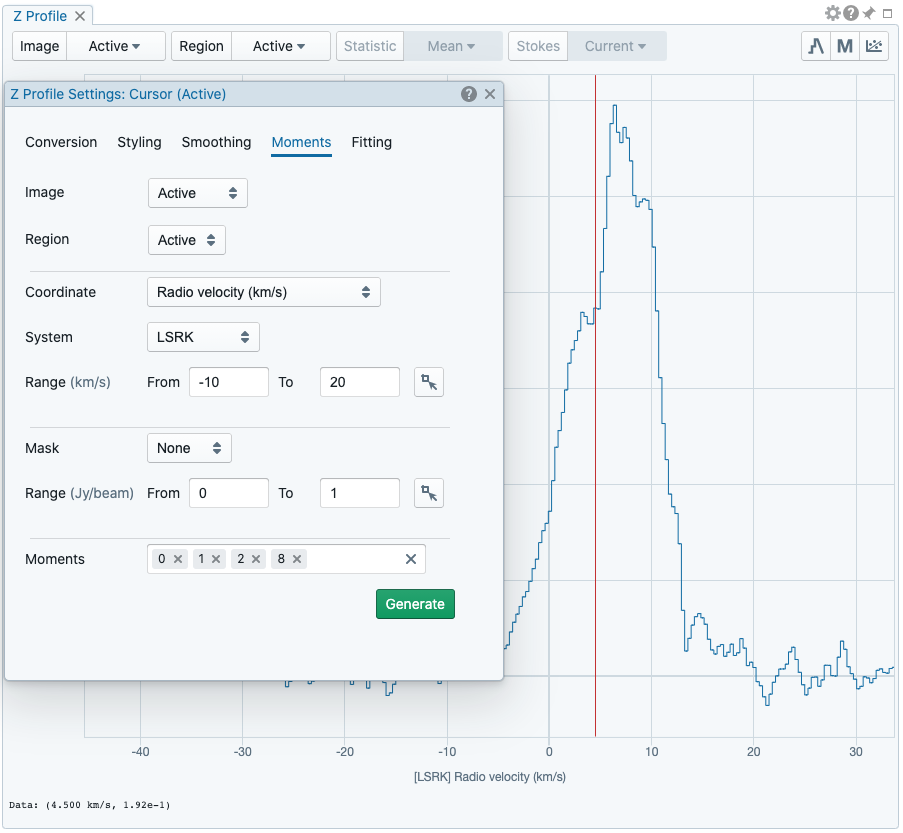 Z Profile
Image Active Region Active Statistic Mean Stokes Current M
Z Profile Settings: Cursor (Active)
Conversion Styling Smoothing Moments Fitting
Image Active
Region Active
Coordinate Radio velocity (km/s)
System LSRK
Range (km/s) From -10 To 20
Mask None
Range (Jy/beam) From 0 To 1
Moments 0 1 2 8
Generate
-40 -30 -20 -10 0 10 20 30
[LSRK] Radio velocity (km/s)
Data: (4.500 km/s, 1.92e-1)